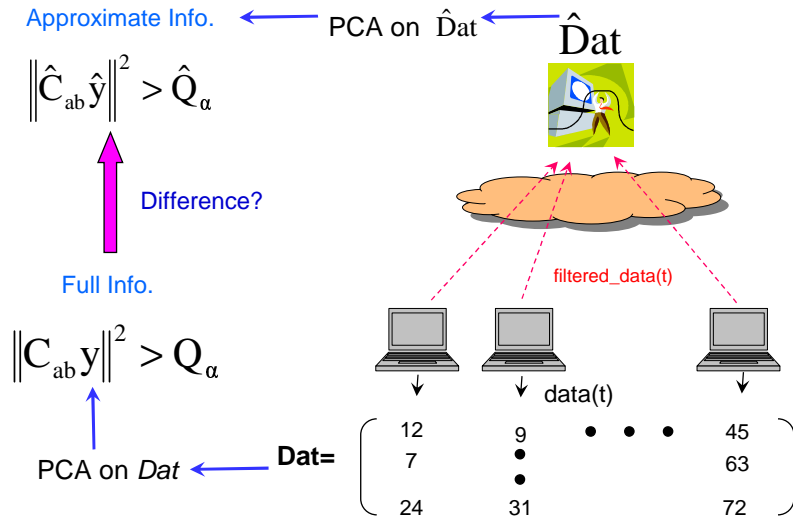 Approximate Info.
PCA on D̂at
D̂at
‖Ĉ_ab ŷ‖² > Q̂_α
Difference?
filtered_data(t)
Full Info.
‖C_ab y‖² > Q_α
data(t)
Dat=
12 9 • • • 45
7 • 63
•
24 31 72
PCA on Dat